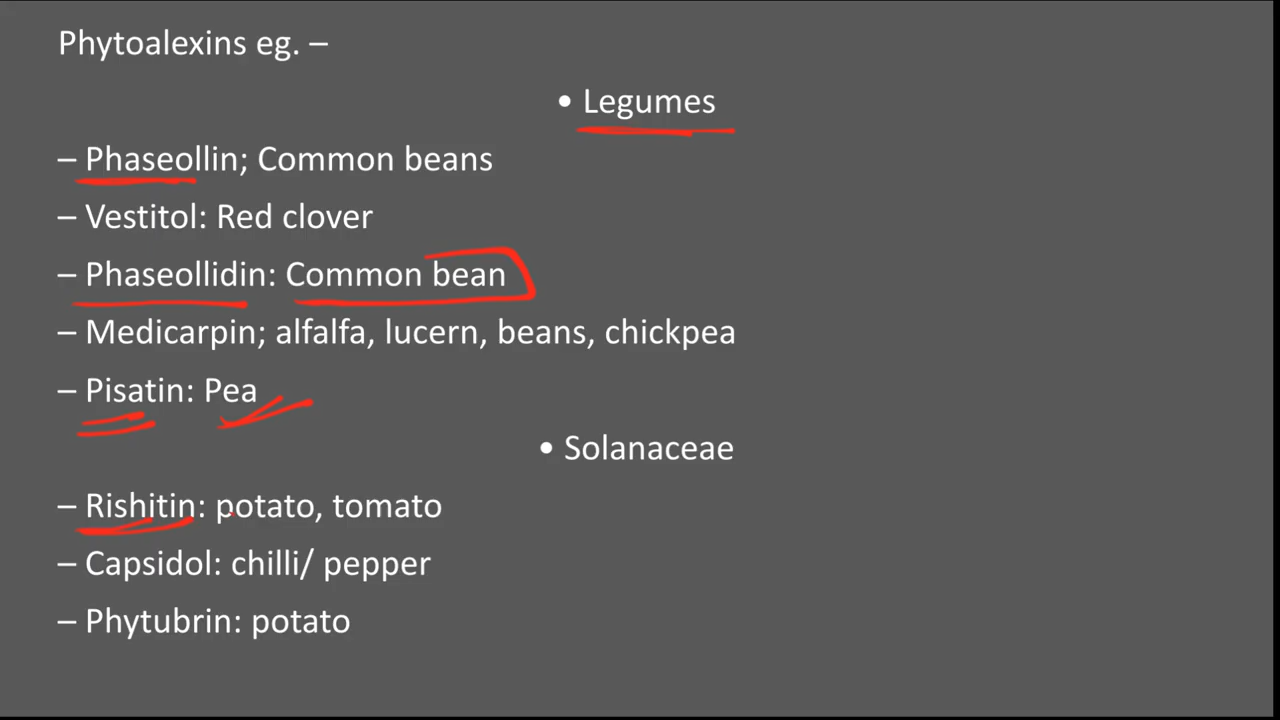 Phytoalexins eg. –
• Legumes
– Phaseollin; Common beans
– Vestitol: Red clover
– Phaseollidin: Common bean
– Medicarpin; alfalfa, lucern, beans, chickpea
– Pisatin: Pea
• Solanaceae
– Rishitin: potato, tomato
– Capsidol: chilli/ pepper
– Phytubrin: potato